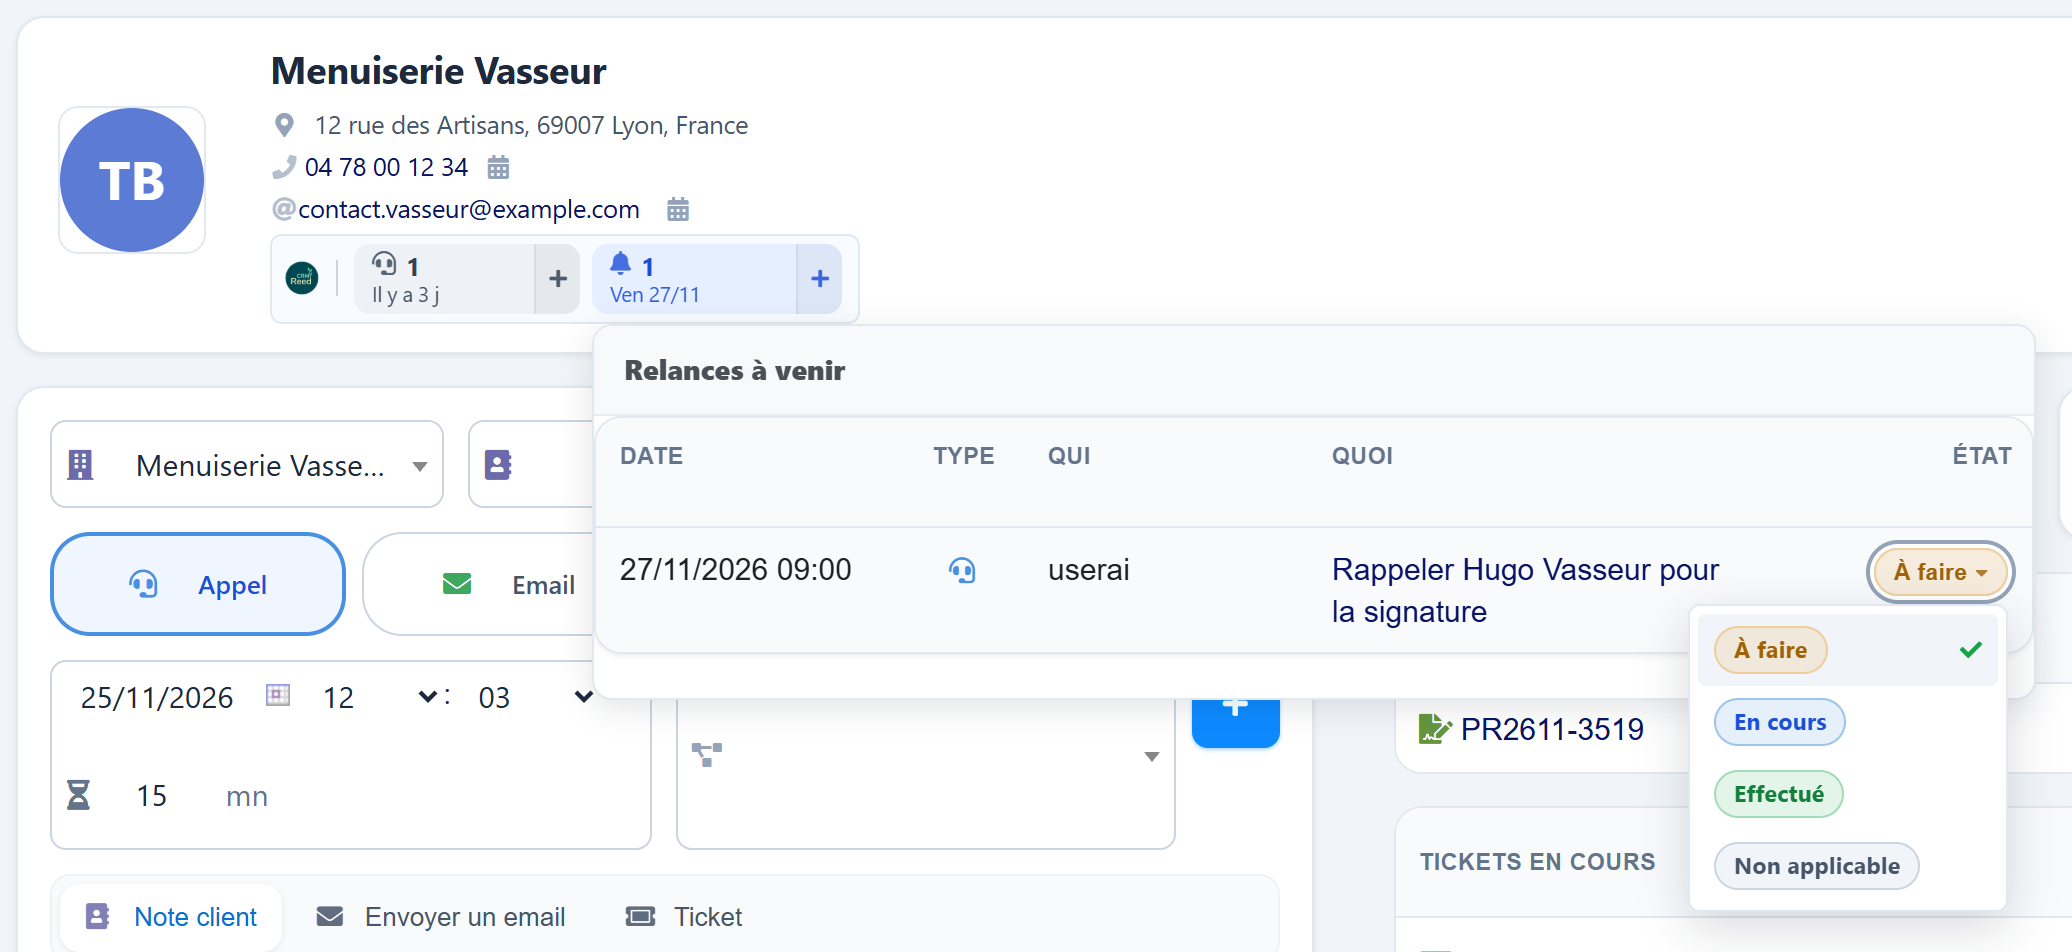 Menuiserie Vasseur
TB
12 rue des Artisans, 69007 Lyon, France
04 78 00 12 34
@contact.vasseur@example.com
CRM
Reed
1
Il y a 3 j
+
1
Ven 27/11
+
Relances à venir
DATE TYPE QUI QUOI ÉTAT
27/11/2026 09:00 userai Rappeler Hugo Vasseur pour
la signature
À faire
À faire
En cours
Effectué
Non applicable
Menuiserie Vasse...
Appel
Email
25/11/2026 12 : 03
15 mn
+
PR2611-3519
TICKETS EN COURS
Note client
Envoyer un email
Ticket